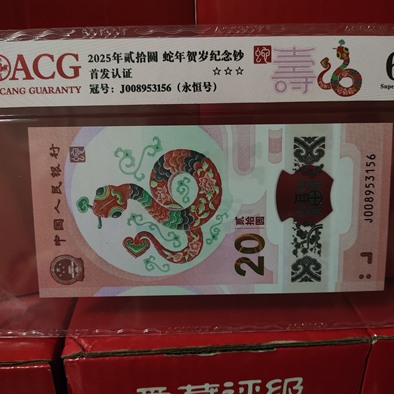 ACG
CANG GUARANTY
2025年贰拾圆 蛇年贺岁纪念钞
首发认证
☆☆☆
冠号：J008953156（永恒号）
6
Supe
中国人民银行
贰拾圆
20
J008953156